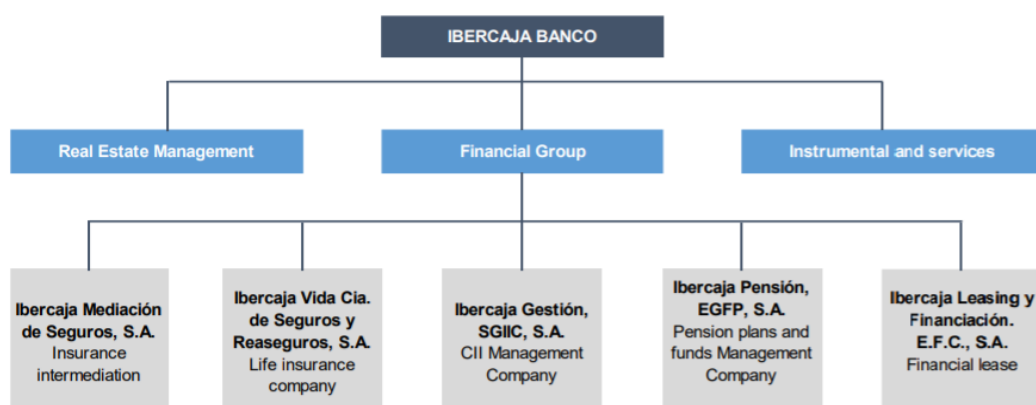 IBERCAJA BANCO
Real Estate Management
Financial Group
Instrumental and services
Ibercaja Mediación
de Seguros, S.A.
Insurance
intermediation
Ibercaja Vida Cia.
de Seguros y
Reaseguros, S.A.
Life insurance
company
Ibercaja Gestión,
SGIIC, S.A.
CII Management
Company
Ibercaja Pensión,
EGFP, S.A.
Pension plans and
funds Management
Company
Ibercaja Leasing y
Financiación.
E.F.C., S.A.
Financial lease